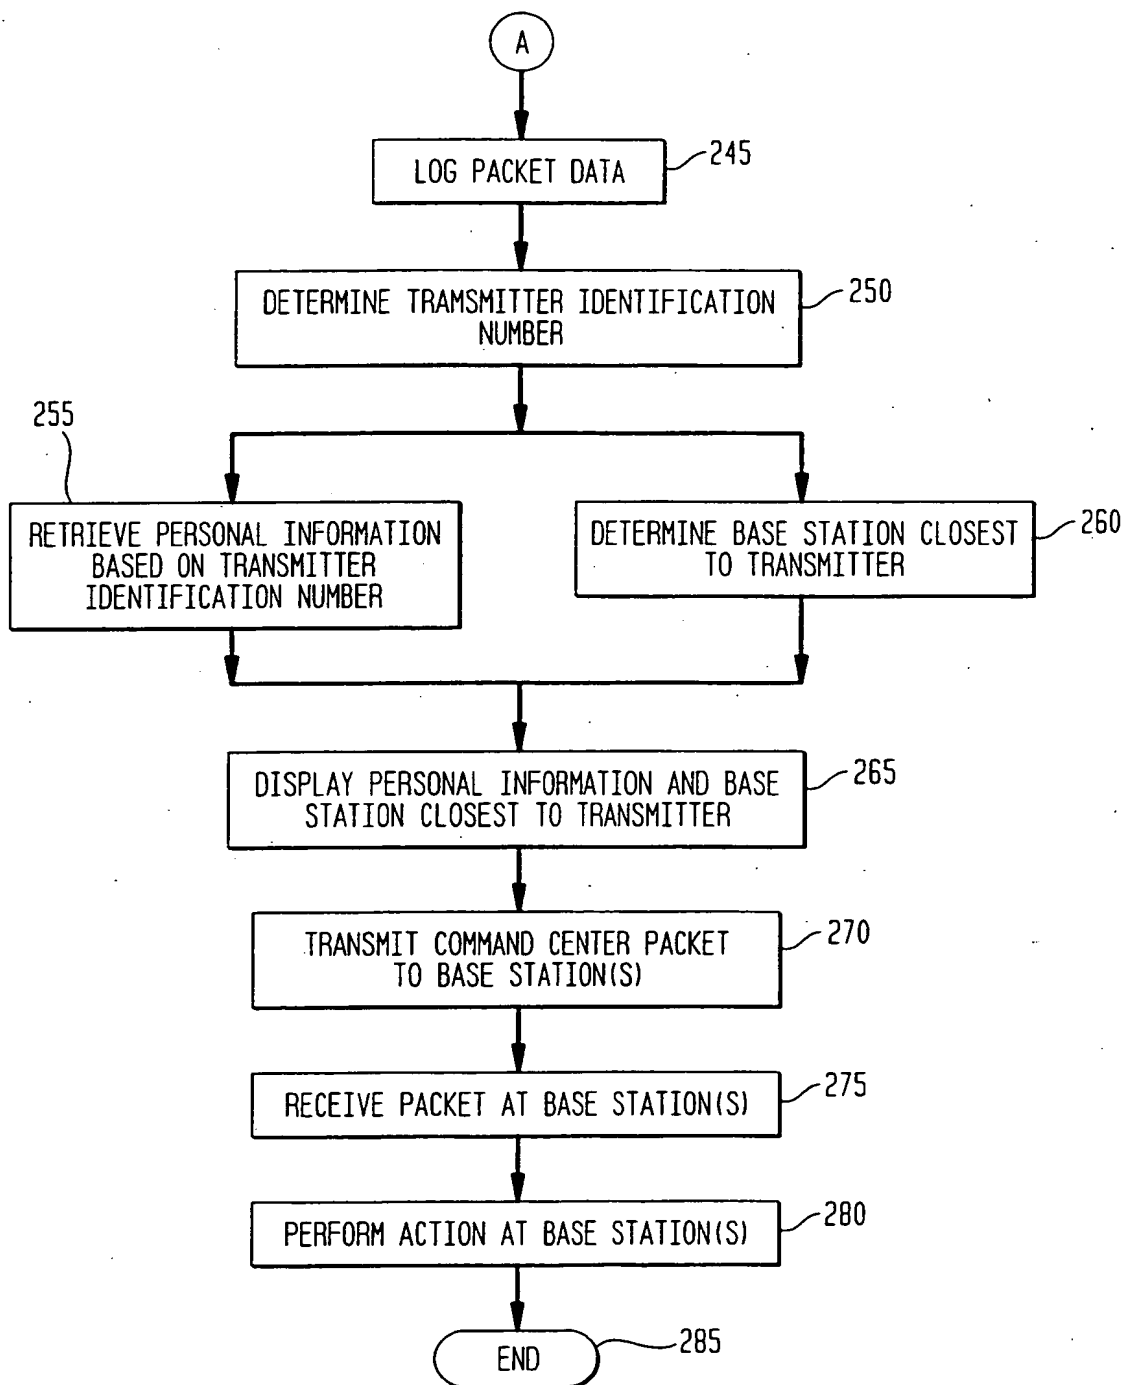 A
LOG PACKET DATA
245
DETERMINE TRAMSMITTER IDENTIFICATION
NUMBER
250
255
RETRIEVE PERSONAL INFORMATION
BASED ON TRANSMITTER
IDENTIFICATION NUMBER
DETERMINE BASE STATION CLOSEST
TO TRANSMITTER
260
DISPLAY PERSONAL INFORMATION AND BASE
STATION CLOSEST TO TRANSMITTER
265
TRANSMIT COMMAND CENTER PACKET
TO BASE STATION(S)
270
RECEIVE PACKET AT BASE STATION(S)
275
PERFORM ACTION AT BASE STATION(S)
280
END
285